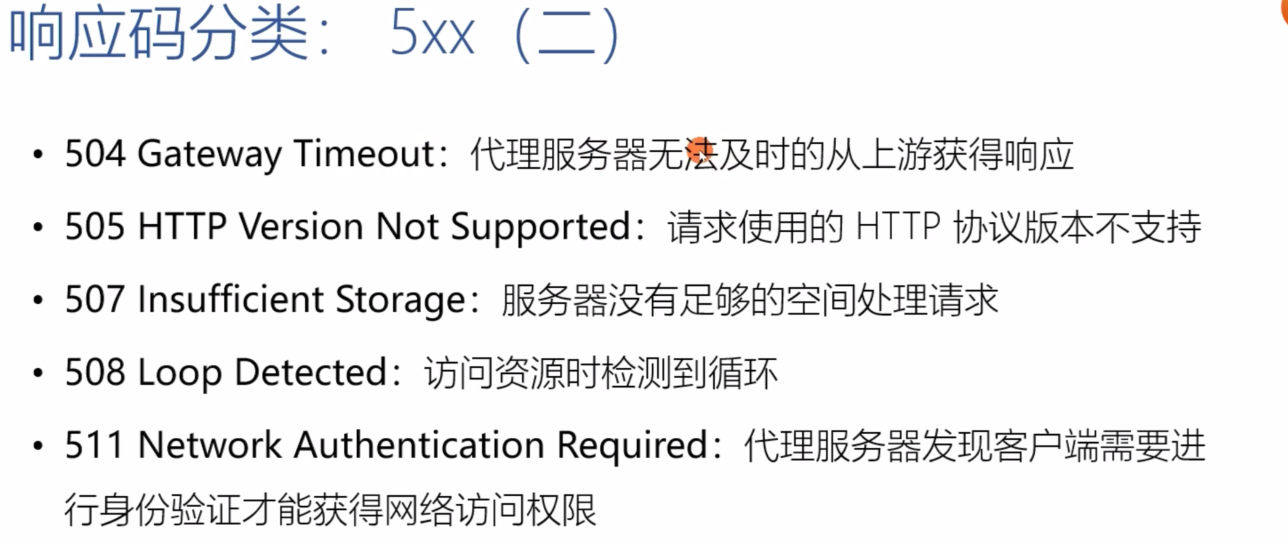 响应码分类： 5xx（二）
• 504 Gateway Timeout：代理服务器无法及时的从上游获得响应
• 505 HTTP Version Not Supported：请求使用的 HTTP 协议版本不支持
• 507 Insufficient Storage：服务器没有足够的空间处理请求
• 508 Loop Detected：访问资源时检测到循环
• 511 Network Authentication Required：代理服务器发现客户端需要进
行身份验证才能获得网络访问权限